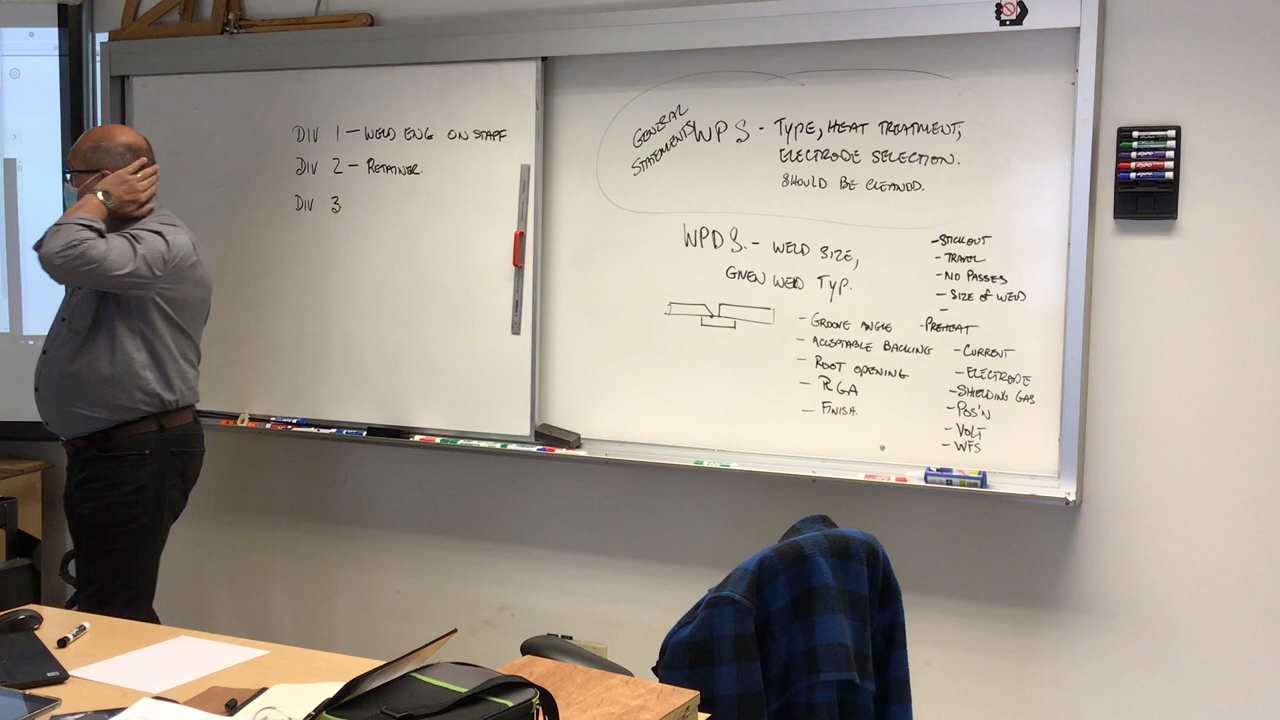 DIV 1 - WELD ENG ON STAFF
DIV 2 - RETAINER.
DIV 3
GENERAL
STATEMENTS
WPS - TYPE, HEAT TREATMENT,
ELECTRODE SELECTION.
SHOULD BE CLEANED.
WPDS. - WELD SIZE,
GIVEN WELD TYP.
- GROOVE ANGLE
- ACCEPTABLE BACKING
- ROOT OPENING
- RGA
- FINISH.
- STICKOUT
- TRAVEL
- NO PASSES
- SIZE OF WELD
-
- PREHEAT
- CURRENT
- ELECTRODE
- SHIELDING GAS
- POS'N
- VOLT
- WFS